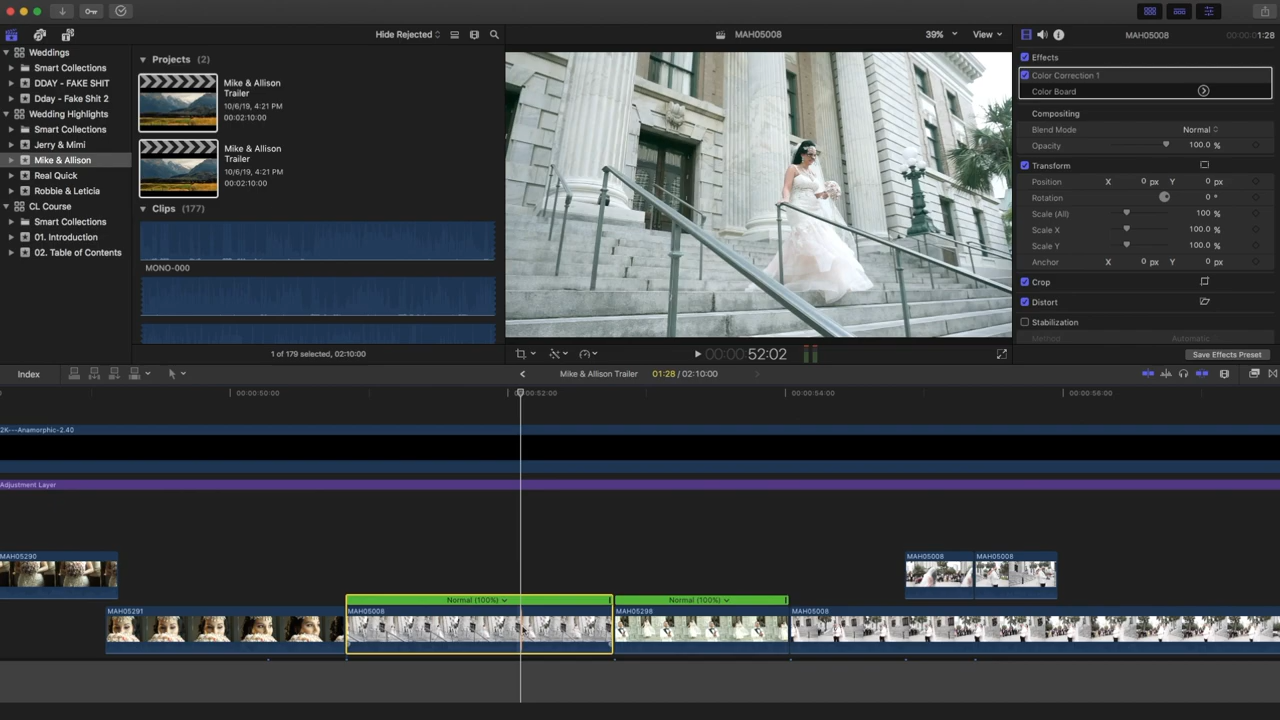 Hide Rejected
MAH05008
39%
View
MAH05008
00:00:01:28
Weddings
Smart Collections
DDAY - FAKE SHIT
Dday - Fake Shit 2
Wedding Highlights
Smart Collections
Jerry & Mimi
Mike & Allison
Real Quick
Robbie & Leticia
CL Course
Smart Collections
01. Introduction
02. Table of Contents
Projects (2)
Mike & Allison
Trailer
10/6/19, 4:21 PM
00:02:10:00
Mike & Allison
Trailer
10/6/19, 4:21 PM
00:02:10:00
Clips (177)
MONO-000
1 of 179 selected, 02:10:00
00:00:52:02
Effects
Color Correction 1
Color Board
Compositing
Blend Mode Normal
Opacity 100.0 %
Transform
Position X 0 px Y 0 px
Rotation 0 °
Scale (All) 100 %
Scale X 100.0 %
Scale Y 100.0 %
Anchor X 0 px Y 0 px
Crop
Distort
Stabilization
Method Automatic
Save Effects Preset
Index
Mike & Allison Trailer
01:28 / 02:10:00
00:00:50:00
00:00:52:00
00:00:54:00
00:00:56:00
2K---Anamorphic-2.40
Adjustment Layer
MAH05290
MAH05008
MAH05008
Normal (100%)
Normal (100%)
MAH05291
MAH05008
MAH05296
MAH05008